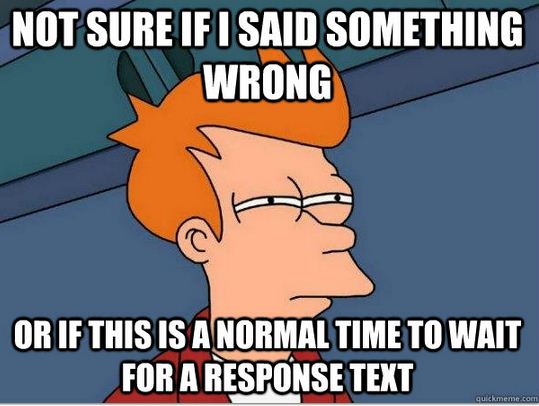 NOT SURE IF I SAID SOMETHING
WRONG
OR IF THIS IS A NORMAL TIME TO WAIT
FOR A RESPONSE TEXT
quickmeme.com